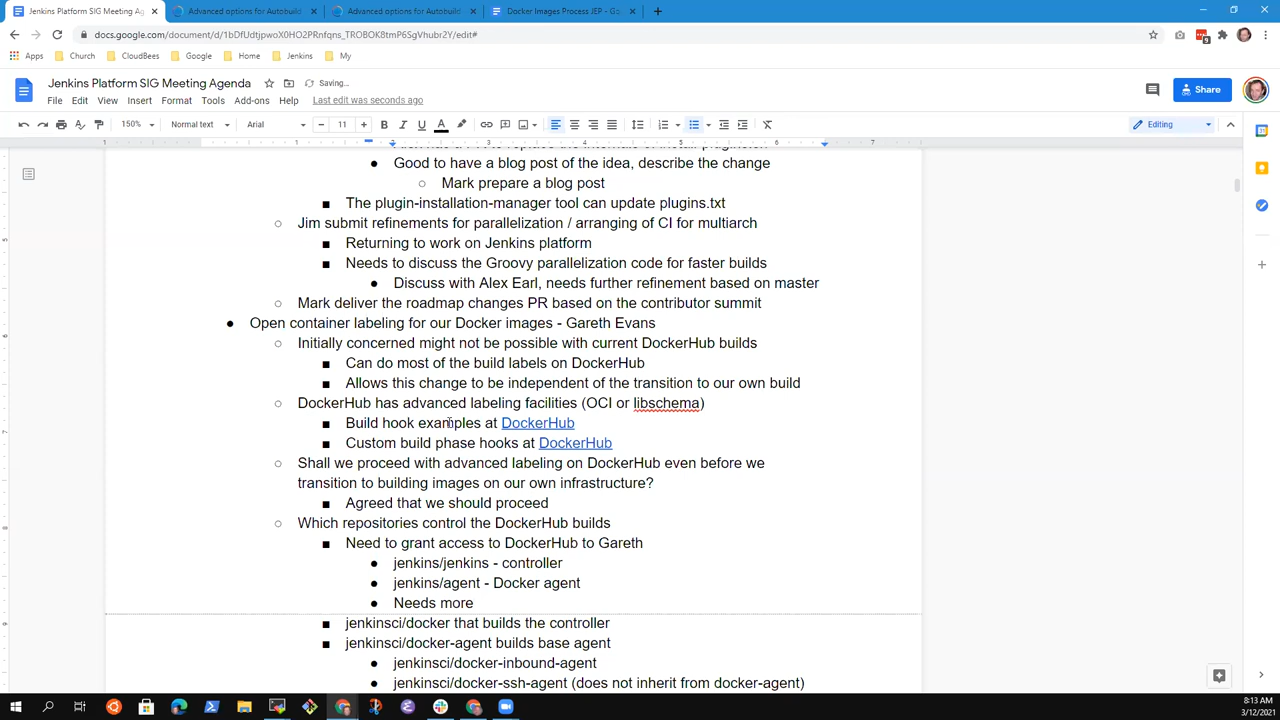 Jenkins Platform SIG Meeting Ag
Advanced options for Autobuild
Advanced options for Autobuild
Docker Images Process JEP - Go
docs.google.com/document/d/1bDfUdtjpwoX0HO2PRnfqns_TROBOK8tmP6SgVhubr2Y/edit#
9
Apps
Church
CloudBees
Google
Home
Jenkins
My
Jenkins Platform SIG Meeting Agenda
Saving...
File Edit View Insert Format Tools Add-ons Help Last edit was seconds ago
Share
150% Normal text Arial 11 B I U A Editing
1 1 2 3 4 5 6 7
Good to have a blog post of the idea, describe the change
Mark prepare a blog post
The plugin-installation-manager tool can update plugins.txt
Jim submit refinements for parallelization / arranging of CI for multiarch
Returning to work on Jenkins platform
Needs to discuss the Groovy parallelization code for faster builds
Discuss with Alex Earl, needs further refinement based on master
Mark deliver the roadmap changes PR based on the contributor summit
Open container labeling for our Docker images - Gareth Evans
Initially concerned might not be possible with current DockerHub builds
Can do most of the build labels on DockerHub
Allows this change to be independent of the transition to our own build
DockerHub has advanced labeling facilities (OCI or libschema)
Build hook examples at DockerHub
Custom build phase hooks at DockerHub
Shall we proceed with advanced labeling on DockerHub even before we
transition to building images on our own infrastructure?
Agreed that we should proceed
Which repositories control the DockerHub builds
Need to grant access to DockerHub to Gareth
jenkins/jenkins - controller
jenkins/agent - Docker agent
Needs more
jenkinsci/docker that builds the controller
jenkinsci/docker-agent builds base agent
jenkinsci/docker-inbound-agent
jenkinsci/docker-ssh-agent (does not inherit from docker-agent)
8:13 AM
3/12/2021